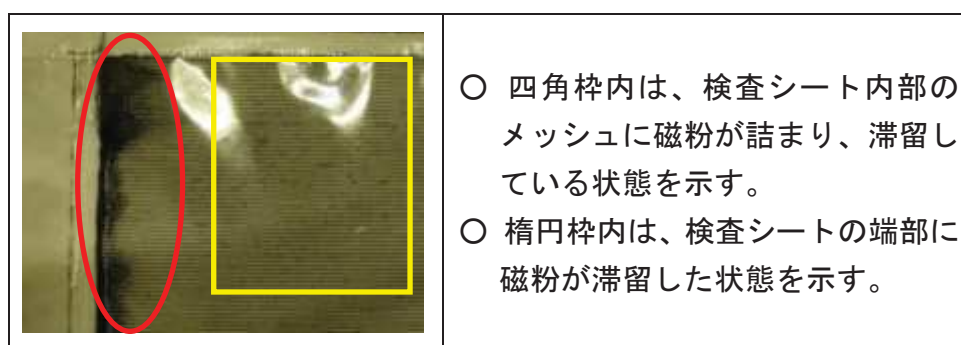 〇 四角枠内は、検査シート内部の
メッシュに磁粉が詰まり、滞留し
ている状態を示す。
〇 楕円枠内は、検査シートの端部に
磁粉が滞留した状態を示す。